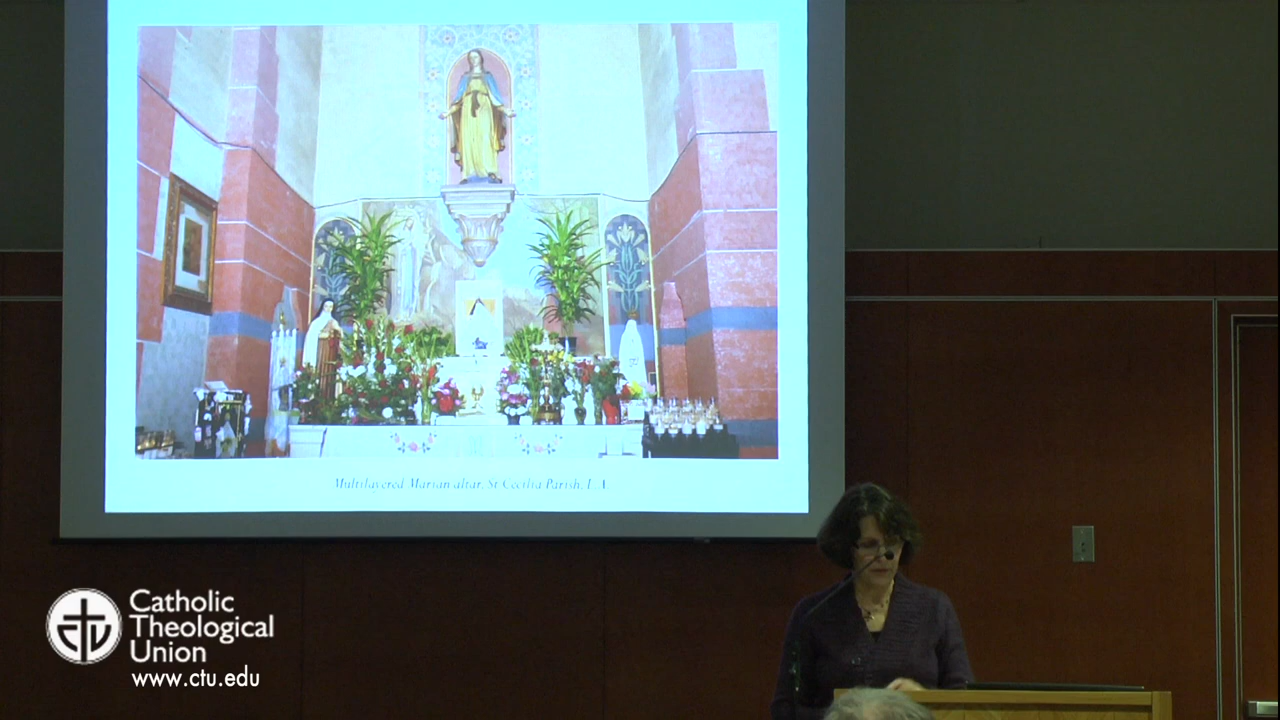 Multilayered Marian altar, St Cecilia Parish, LA
Catholic
Theological
Union
www.ctu.edu